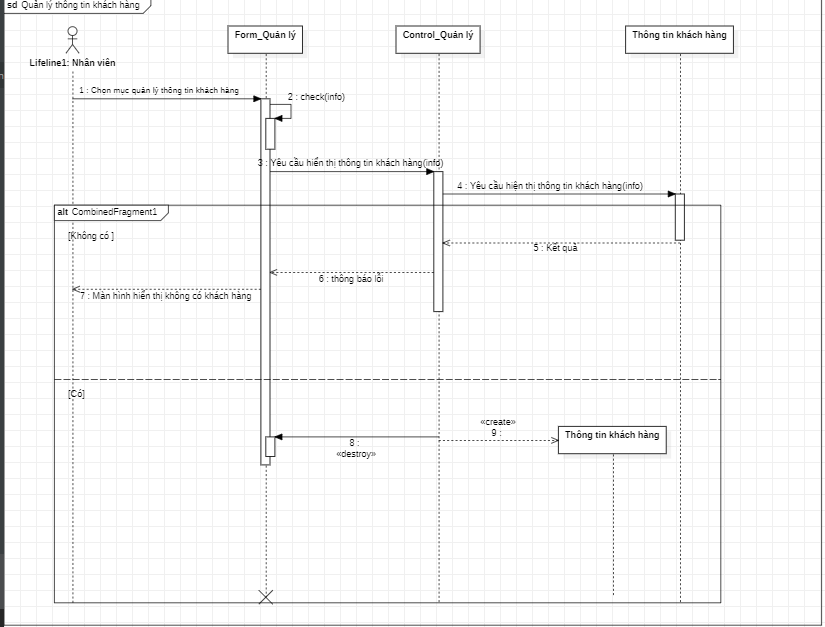 sd Quản lý thông tin khách hàng
Form_Quản lý
Control_Quản lý
Thông tin khách hàng
Lifeline1: Nhân viên
1 : Chọn mục quản lý thông tin khách hàng
2 : check(info)
3 : Yêu cầu hiển thị thông tin khách hàng(info)
4 : Yêu cầu hiện thị thông tin khách hàng(info)
alt CombinedFragment1
[Không có ]
5 : Kết quả
6 : thông báo lỗi
7 : Màn hình hiển thị không có khách hàng
[Có]
«create»
9 :
Thông tin khách hàng
8 :
«destroy»